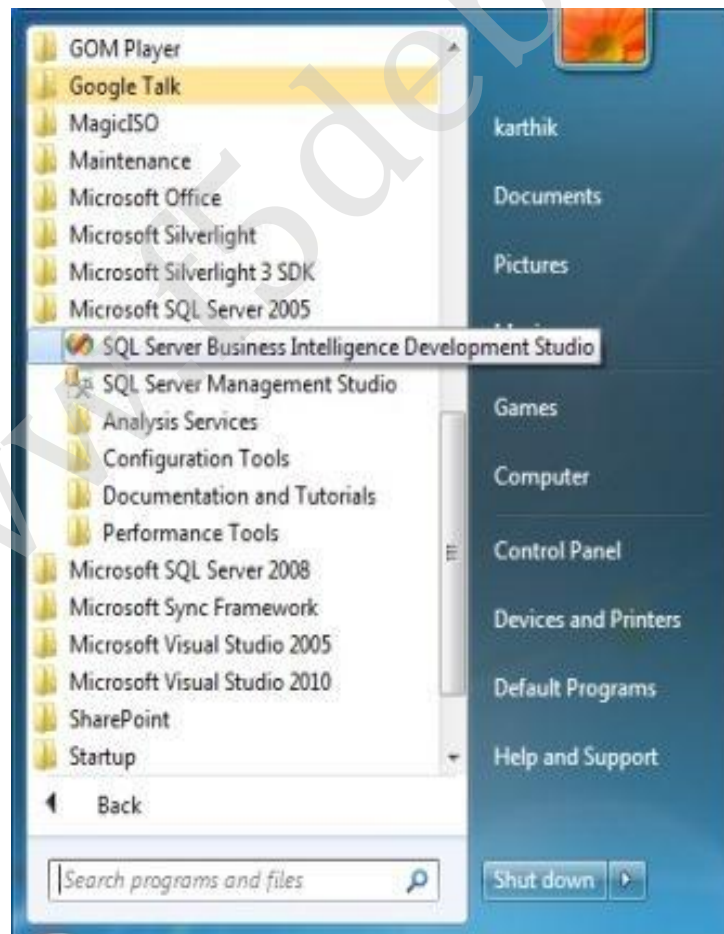 GOM Player
Google Talk
MagicISO
Maintenance
Microsoft Office
Microsoft Silverlight
Microsoft Silverlight 3 SDK
Microsoft SQL Server 2005
SQL Server Business Intelligence Development Studio
SQL Server Management Studio
Analysis Services
Configuration Tools
Documentation and Tutorials
Performance Tools
Microsoft SQL Server 2008
Microsoft Sync Framework
Microsoft Visual Studio 2005
Microsoft Visual Studio 2010
SharePoint
Startup
Back
Search programs and files
karthik
Documents
Pictures
Games
Computer
Control Panel
Devices and Printers
Default Programs
Help and Support
Shut down